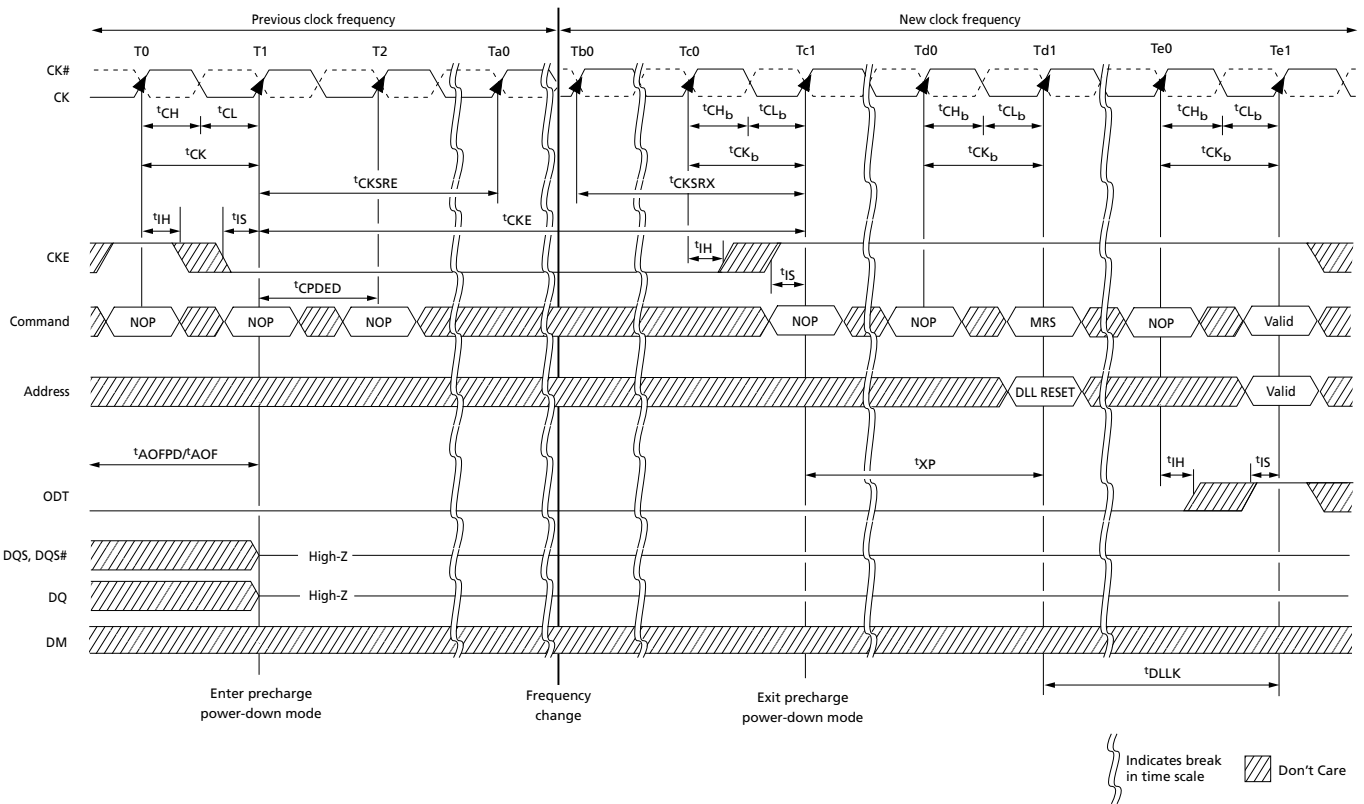 Previous clock frequency New clock frequency
T0 T1 T2 Ta0 Tb0 Tc0 Tc1 Td0 Td1 Te0 Te1
CK#
CK
tCH tCL tCHb tCLb tCHb tCLb tCHb tCLb
tCK tCKb tCKb tCKb
tCKSRE tCKSRX
tIH tIS tCKE
CKE tIH
tIS
tCPDED
Command NOP NOP NOP NOP NOP MRS NOP Valid
Address DLL RESET Valid
tAOFPD/tAOF tXP tIH tIS
ODT
DQS, DQS# High-Z
DQ High-Z
DM
tDLLK
Enter precharge
power-down mode
Frequency
change
Exit precharge
power-down mode
Indicates break
in time scale
Don't Care